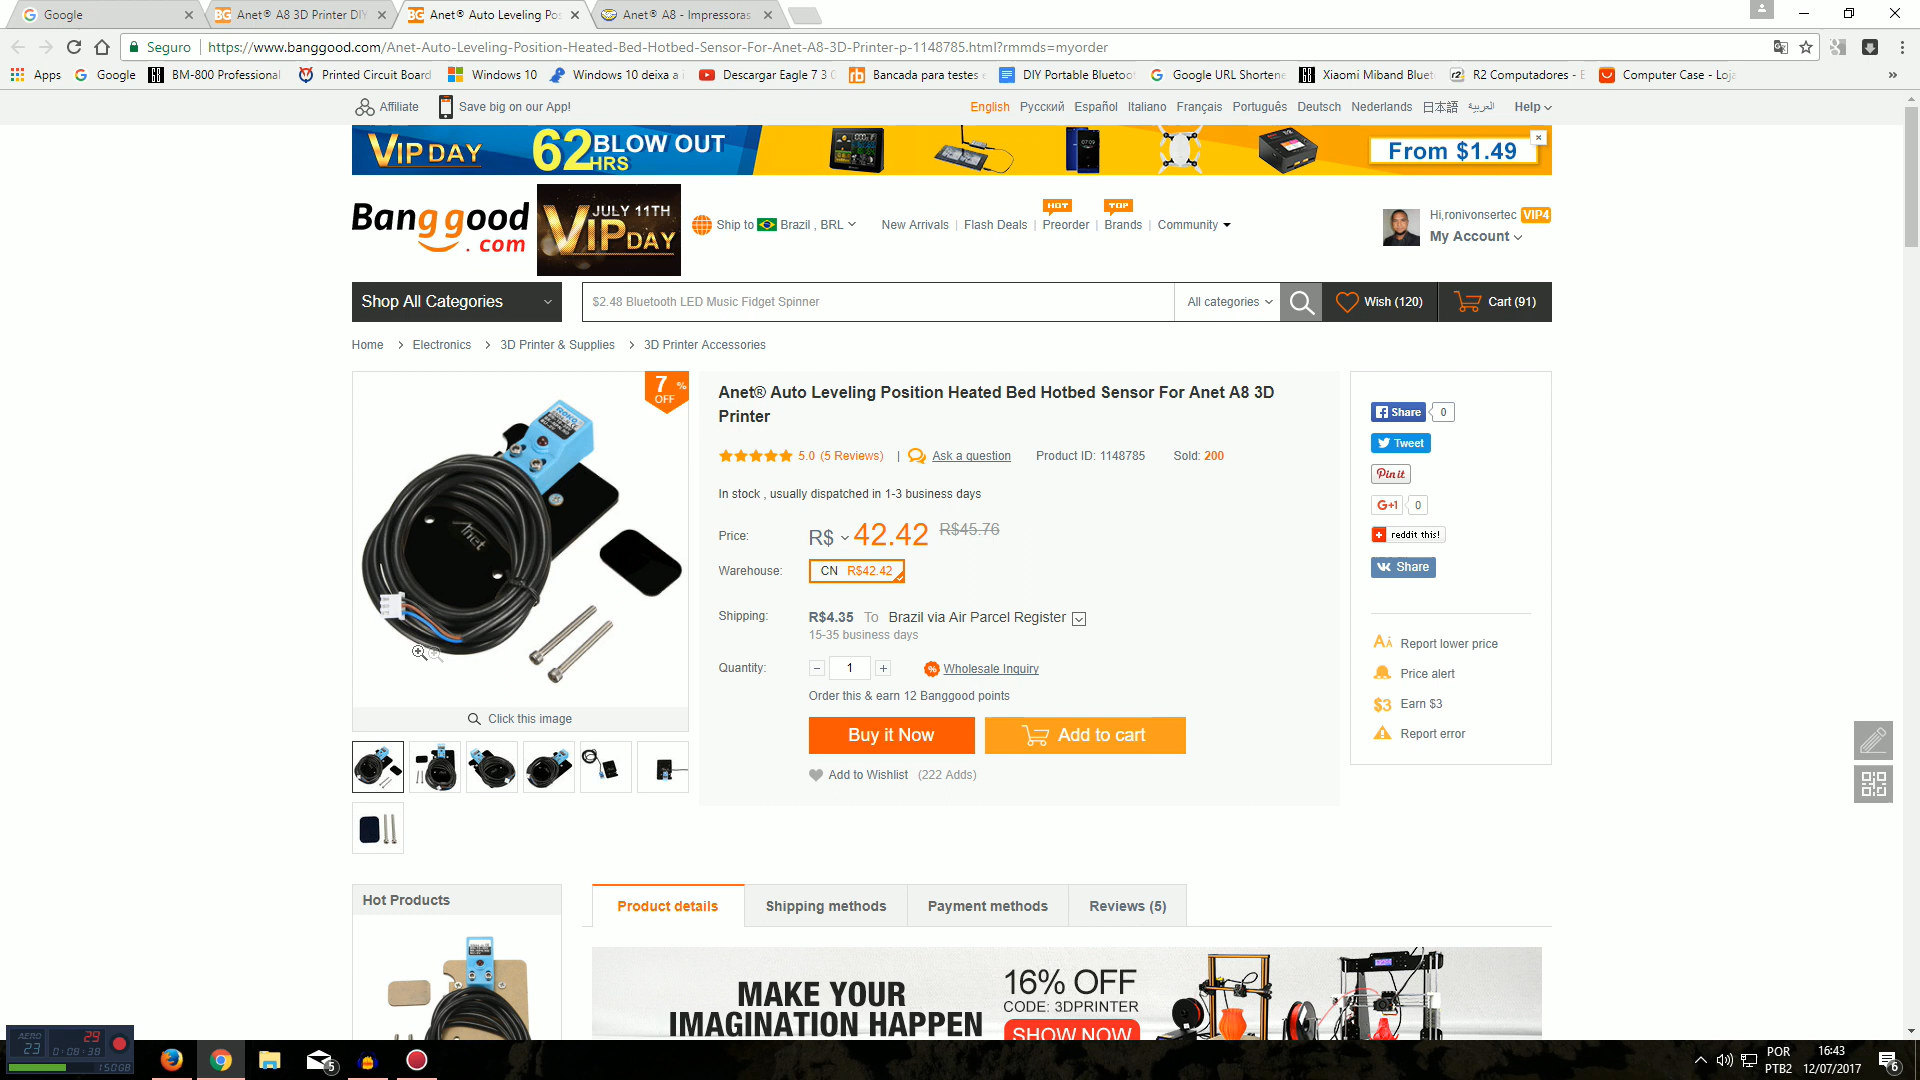 Google
Anet® A8 3D Printer DIY
Anet® Auto Leveling Pos
Anet® A8 - Impressoras
Seguro
https://www.banggood.com/Anet-Auto-Leveling-Position-Heated-Bed-Hotbed-Sensor-For-Anet-A8-3D-Printer-p-1148785.html?rmmds=myorder
Apps
Google
BM-800 Professional
Printed Circuit Board
Windows 10
Windows 10 deixa a
Descargar Eagle 7 3
Bancada para testes
DIY Portable Bluetoo
Google URL Shortene
Xiaomi Miband Bluet
R2 Computadores - E
Computer Case - Loja
»
Affiliate
Save big on our App!
English Русский Español Italiano Français Português Deutsch Nederlands 日本語 العربية
Help
VIP DAY
62 HRS
BLOW OUT
From $1.49
Banggood
.com
JULY 11TH
VIP DAY
Ship to Brazil , BRL
New Arrivals | Flash Deals | Preorder | Brands | Community
HOT
TOP
Hi,ronivonsertec VIP4
My Account
Shop All Categories
$2.48 Bluetooth LED Music Fidget Spinner
All categories
Wish (120)
Cart (91)
Home > Electronics > 3D Printer & Supplies > 3D Printer Accessories
7 % OFF
anet
Anet® Auto Leveling Position Heated Bed Hotbed Sensor For Anet A8 3D
Printer
5.0 (5 Reviews) | Ask a question Product ID: 1148785 Sold: 200
In stock , usually dispatched in 1-3 business days
Price: R$ 42.42 R$45.76
Warehouse: CN R$42.42
Shipping: R$4.35 To Brazil via Air Parcel Register
15-35 business days
Quantity: − 1 + Wholesale Inquiry
Order this & earn 12 Banggood points
Buy it Now
Add to cart
Add to Wishlist (222 Adds)
Click this image
Share 0
Tweet
Pin it
G+1 0
reddit this!
Share
Report lower price
Price alert
$3 Earn $3
Report error
Hot Products
Product details
Shipping methods
Payment methods
Reviews (5)
MAKE YOUR
IMAGINATION HAPPEN
16% OFF
CODE: 3DPRINTER
SHOW NOW
AERO
23
29
0:08:38
150GB
5
POR
PTB2
16:43
12/07/2017
6